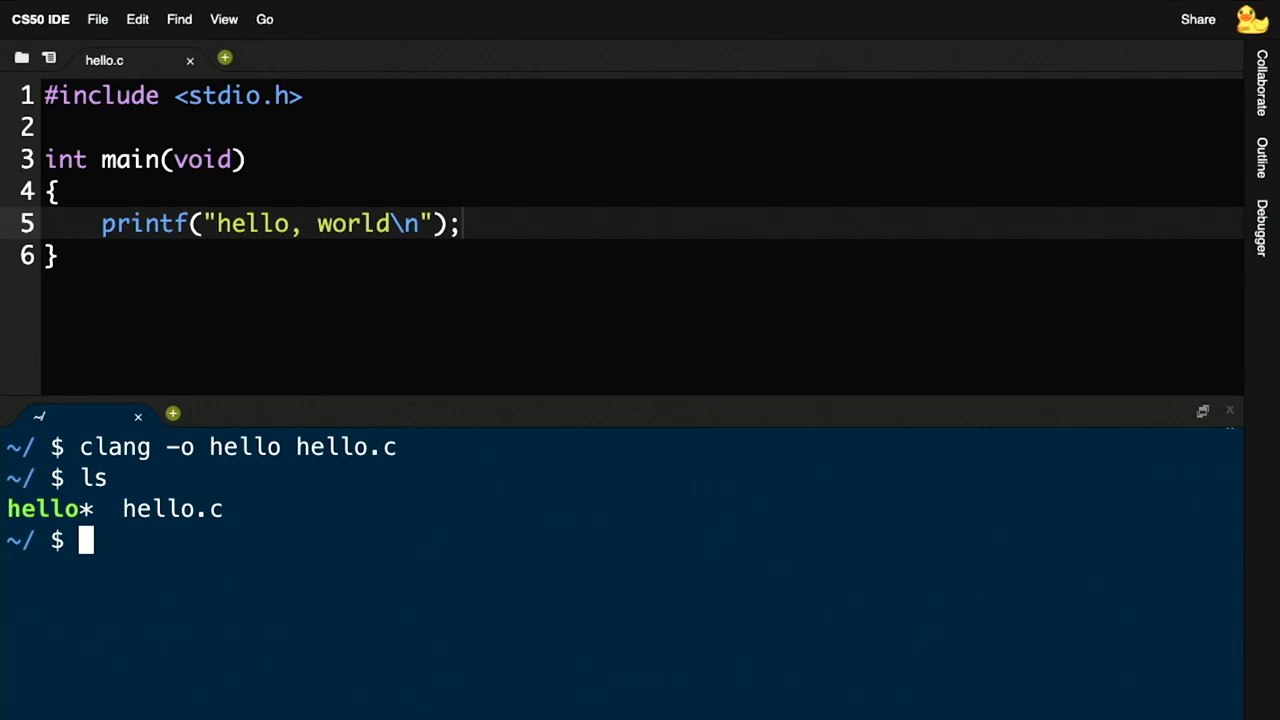 CS50 IDE File Edit Find View Go Share
hello.c
1 #include <stdio.h>
2
3 int main(void)
4 {
5     printf("hello, world\n");
6 }
Collaborate
Outline
Debugger
~/
~/ $ clang -o hello hello.c
~/ $ ls
hello*  hello.c
~/ $